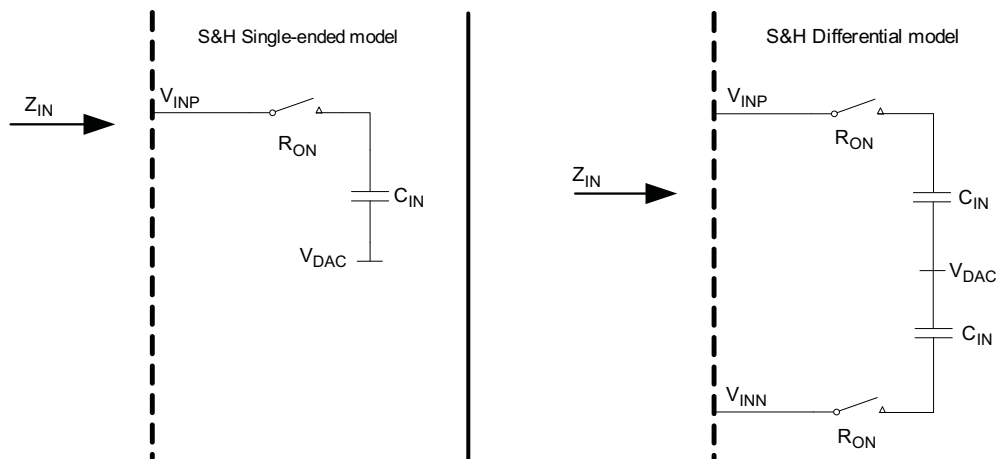 S&H Single-ended model
Z_IN
V_INP
R_ON
C_IN
V_DAC
S&H Differential model
V_INP
R_ON
Z_IN
C_IN
V_DAC
C_IN
V_INN
R_ON